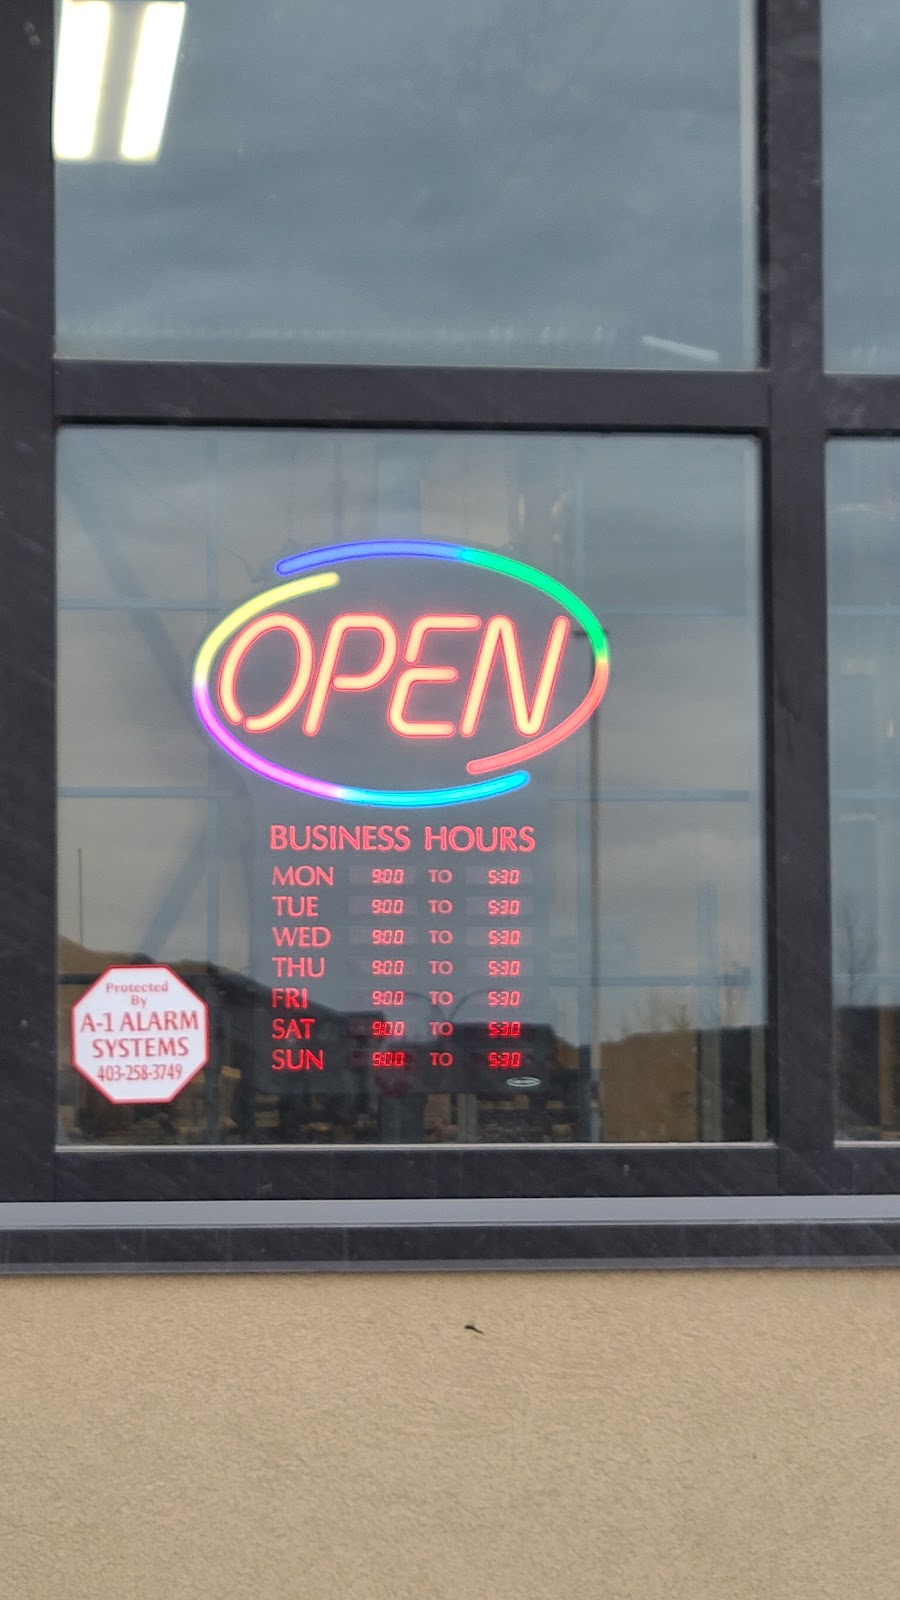 OPEN
BUSINESS HOURS
MON 9:00 TO 5:30
TUE 9:00 TO 5:30
WED 9:00 TO 5:30
THU 9:00 TO 5:30
FRI 9:00 TO 5:30
SAT 9:00 TO 5:30
SUN 9:00 TO 5:30
Protected
By
A-1 ALARM
SYSTEMS
403-258-3749